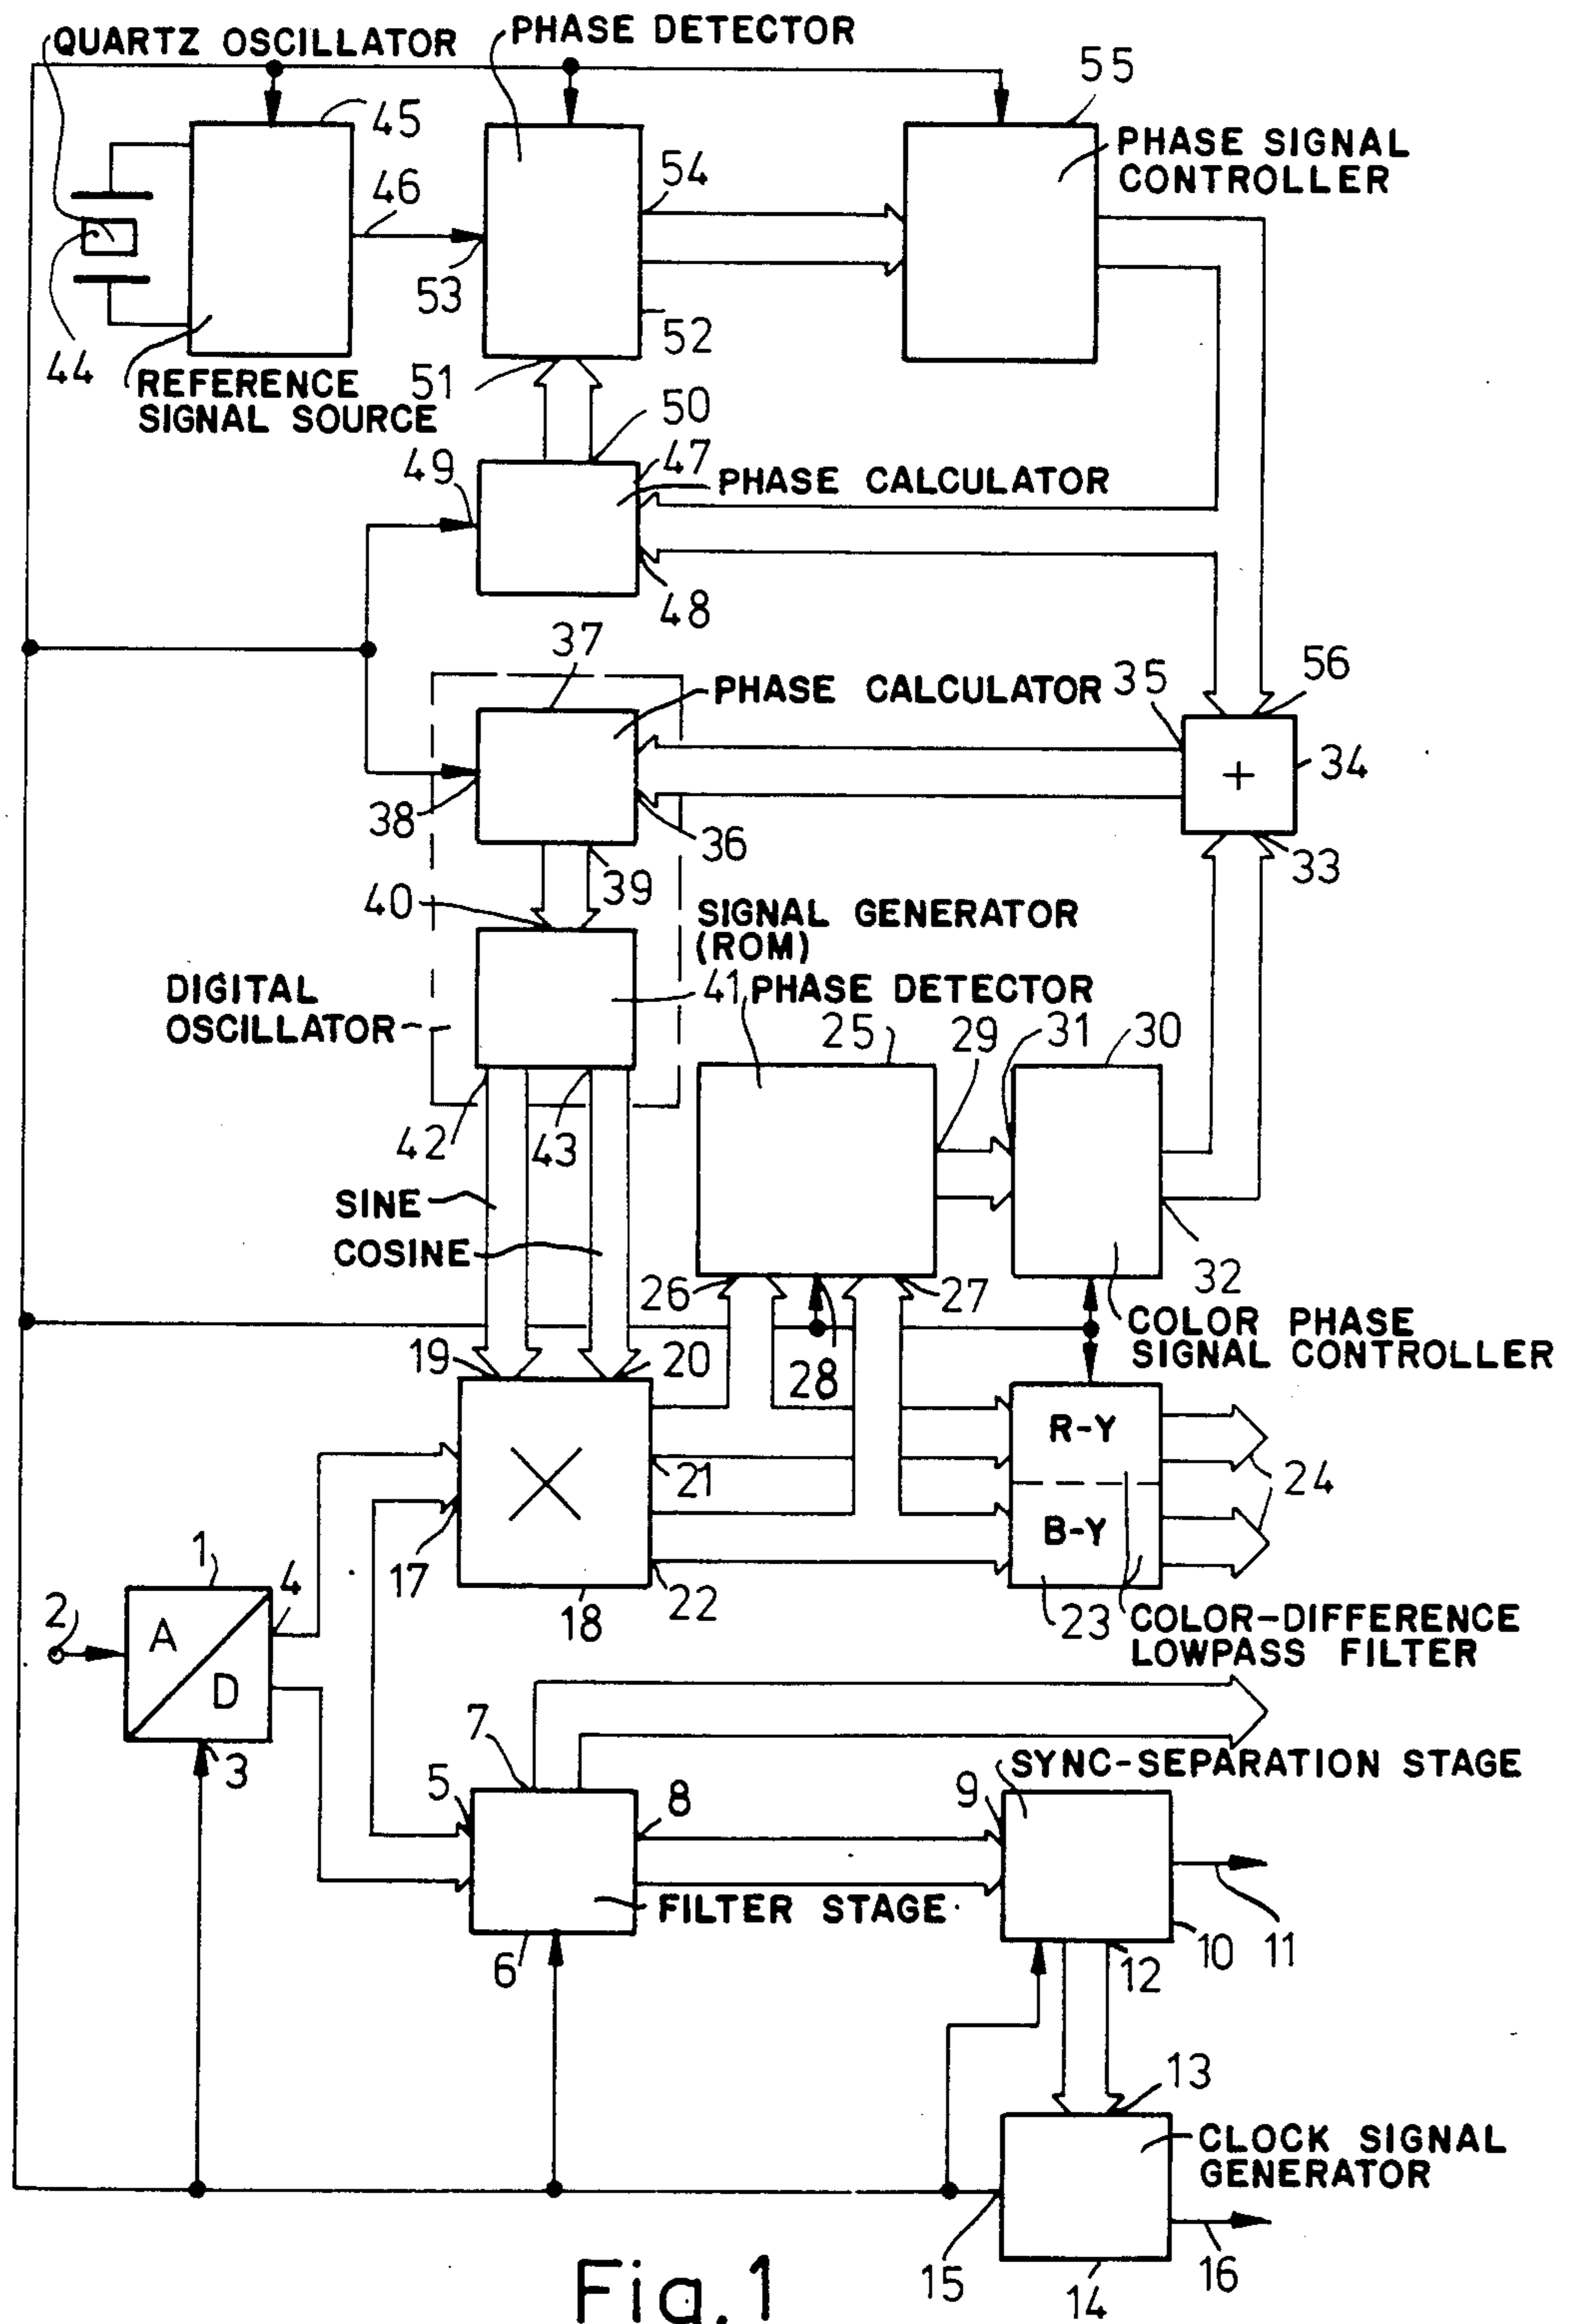 QUARTZ OSCILLATOR
PHASE DETECTOR
55
45
PHASE SIGNAL
CONTROLLER
46
54
53
52
44
REFERENCE
SIGNAL SOURCE
51
50
49
47
PHASE CALCULATOR
48
37
PHASE CALCULATOR
35
56
+
34
38
36
33
39
40
SIGNAL GENERATOR
(ROM)
DIGITAL
OSCILLATOR
41
PHASE DETECTOR
25
29
31
30
42
43
SINE
COSINE
26
27
32
COLOR PHASE
SIGNAL CONTROLLER
19
20
28
R-Y
21
24
B-Y
17
1
4
18
22
23
COLOR-DIFFERENCE
LOWPASS FILTER
2
A
D
7
3
SYNC-SEPARATION STAGE
5
8
9
FILTER STAGE
6
10
11
12
13
CLOCK SIGNAL
GENERATOR
15
14
16
Fig.1